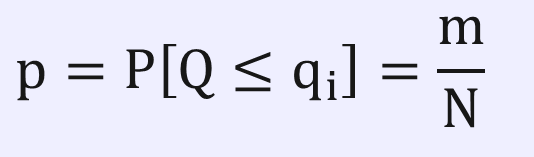 p = P[Q ≤ qᵢ] = m/N